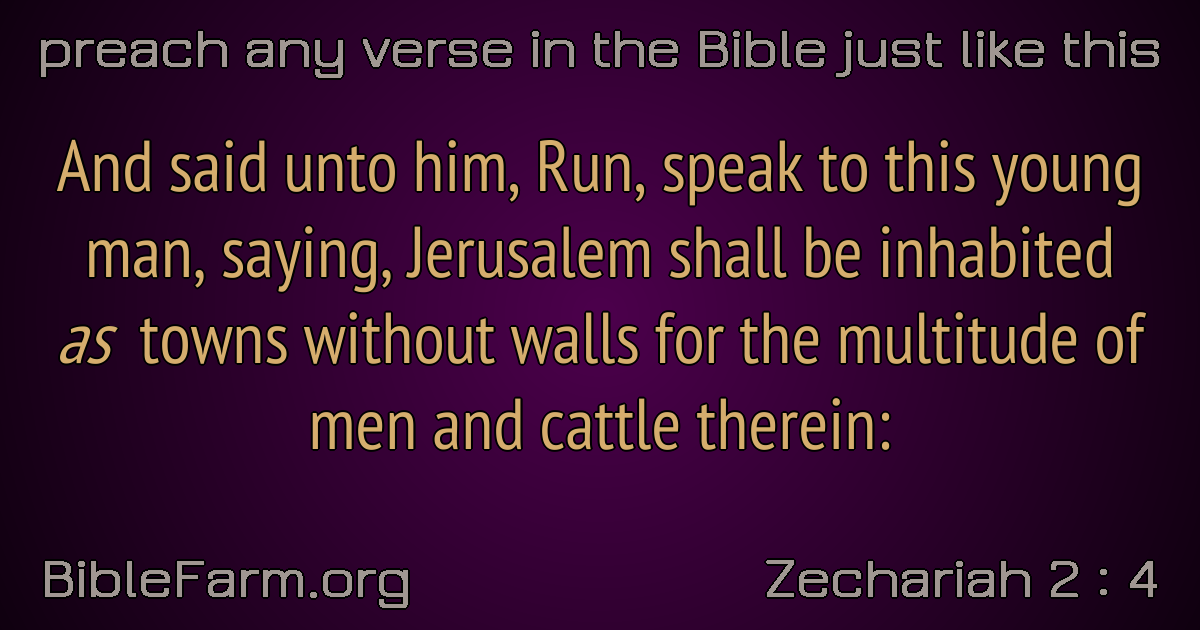 preach any verse in the Bible just like this
And said unto him, Run, speak to this young
man, saying, Jerusalem shall be inhabited
as towns without walls for the multitude of
men and cattle therein:
BibleFarm.org
Zechariah 2 : 4